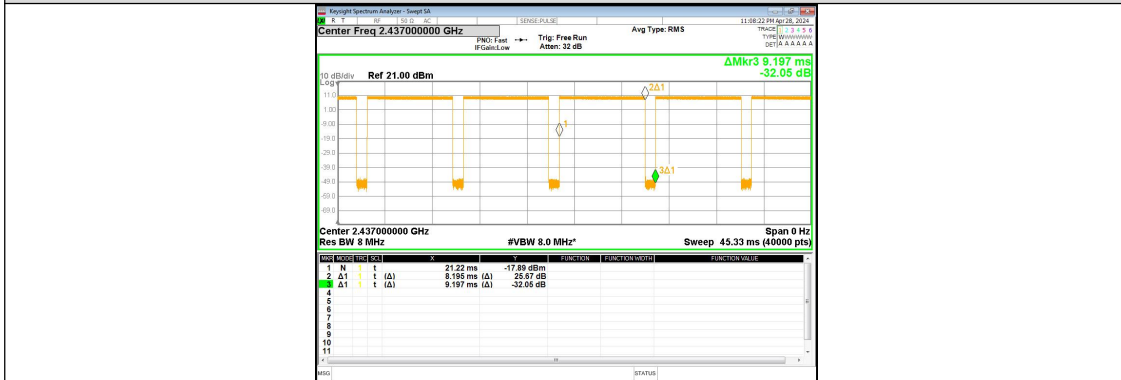 Keysight Spectrum Analyzer - Swept SA
R T RF 50 Ω AC SENSE:PULSE 11:08:22 PM Apr 28, 2024
Center Freq 2.437000000 GHz Avg Type: RMS TRACE 1 2 3 4 5 6
PNO: Fast Trig: Free Run TYPE WWWWWW
IFGain:Low Atten: 32 dB DET A A A A A A
ΔMkr3 9.197 ms
10 dB/div Ref 21.00 dBm -32.05 dB
Log
2Δ1
11.0
1.00
1
-9.00
-19.0
-29.0
3Δ1
-39.0
-49.0
-59.0
-69.0
Center 2.437000000 GHz Span 0 Hz
Res BW 8 MHz #VBW 8.0 MHz* Sweep 45.33 ms (40000 pts)
MKR MODE TRC SCL X Y FUNCTION FUNCTION WIDTH FUNCTION VALUE
1 N 1 t 21.22 ms -17.89 dBm
2 Δ1 1 t (Δ) 8.195 ms (Δ) 25.67 dB
3 Δ1 1 t (Δ) 9.197 ms (Δ) -32.05 dB
4
5
6
7
8
9
10
11
MSG STATUS